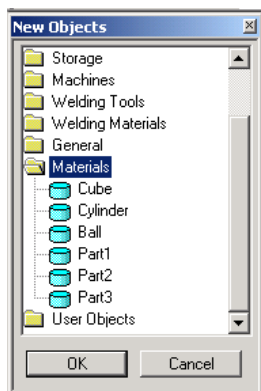 New Objects
Storage
Machines
Welding Tools
Welding Materials
General
Materials
Cube
Cylinder
Ball
Part1
Part2
Part3
User Objects
OK Cancel